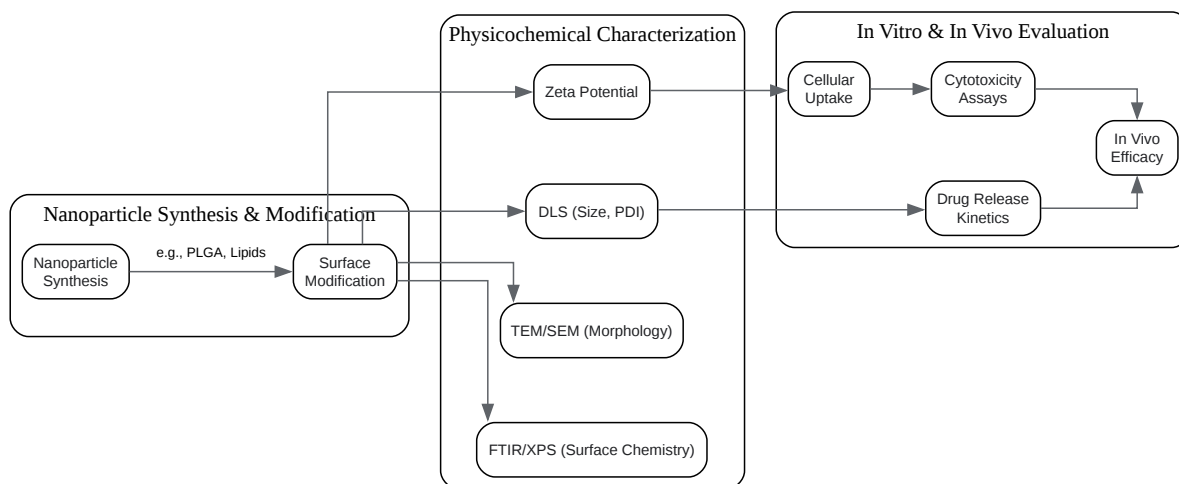 Nanoparticle Synthesis & Modification
Nanoparticle
Synthesis
e.g., PLGA, Lipids
Surface
Modification
Physicochemical Characterization
Zeta Potential
DLS (Size, PDI)
TEM/SEM (Morphology)
FTIR/XPS (Surface Chemistry)
In Vitro & In Vivo Evaluation
Cellular
Uptake
Cytotoxicity
Assays
In Vivo
Efficacy
Drug Release
Kinetics